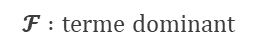 𝓕 : terme dominant